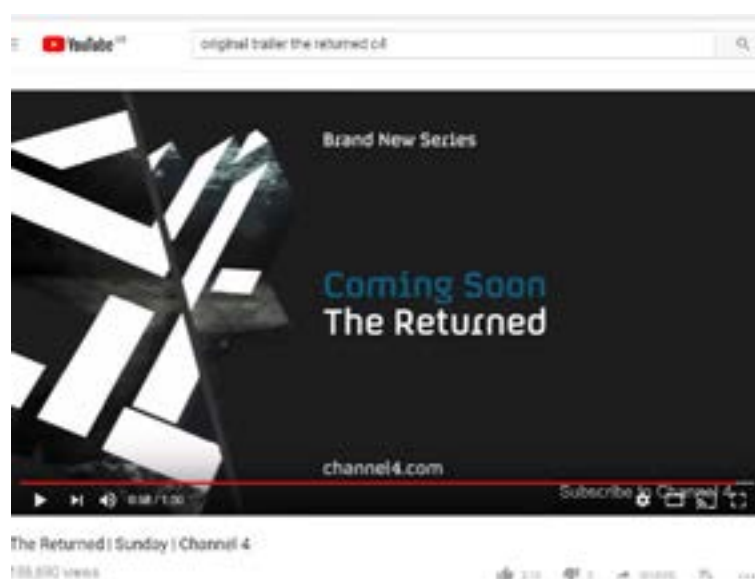 YouTube
original trailer the returned c4
Brand New Series
Coming Soon
The Returned
channel4.com
Subscribe to Channel 4
The Returned | Sunday | Channel 4
views